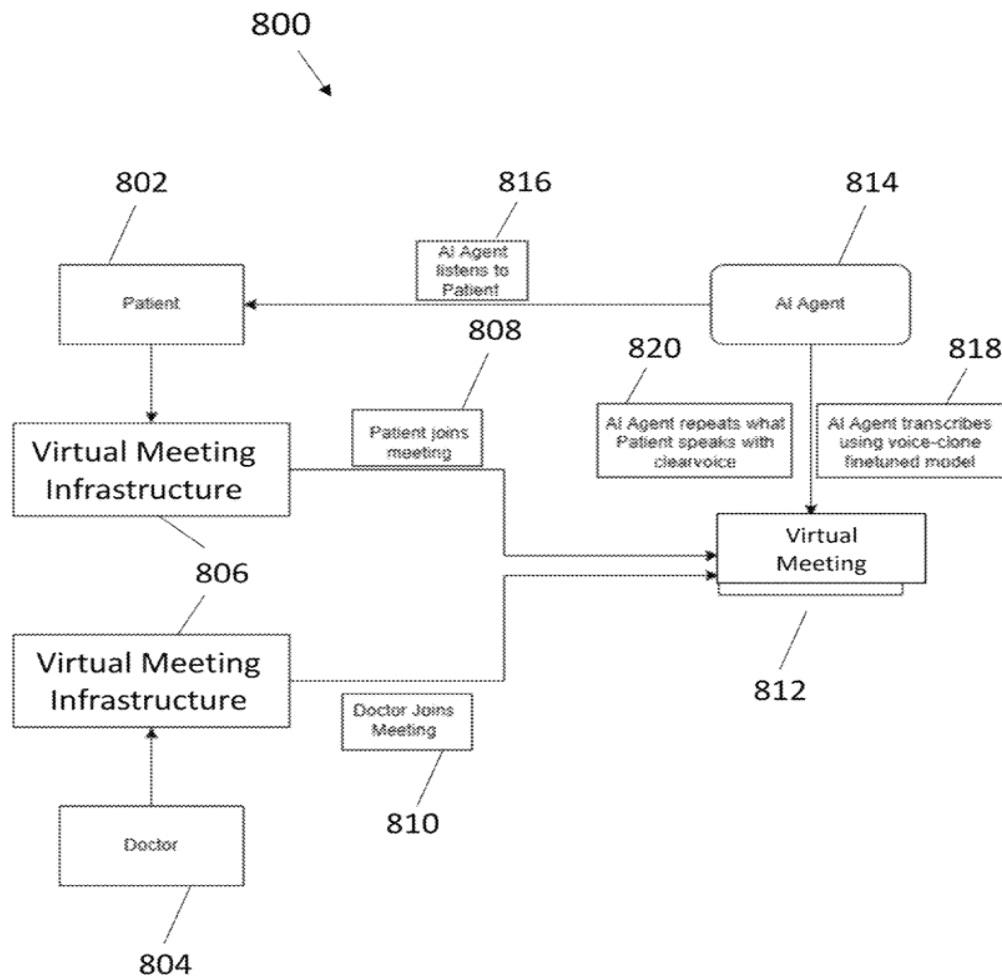 800
802
816
814
AI Agent
listens to
Patient
Patient
AI Agent
808
820
818
Patient joins
meeting
AI Agent repeats what
Patient speaks with
clearvoice
AI Agent transcribes
using voice-clone
finetuned model
Virtual Meeting
Infrastructure
Virtual
Meeting
806
Virtual Meeting
Infrastructure
812
Doctor Joins
Meeting
810
Doctor
804